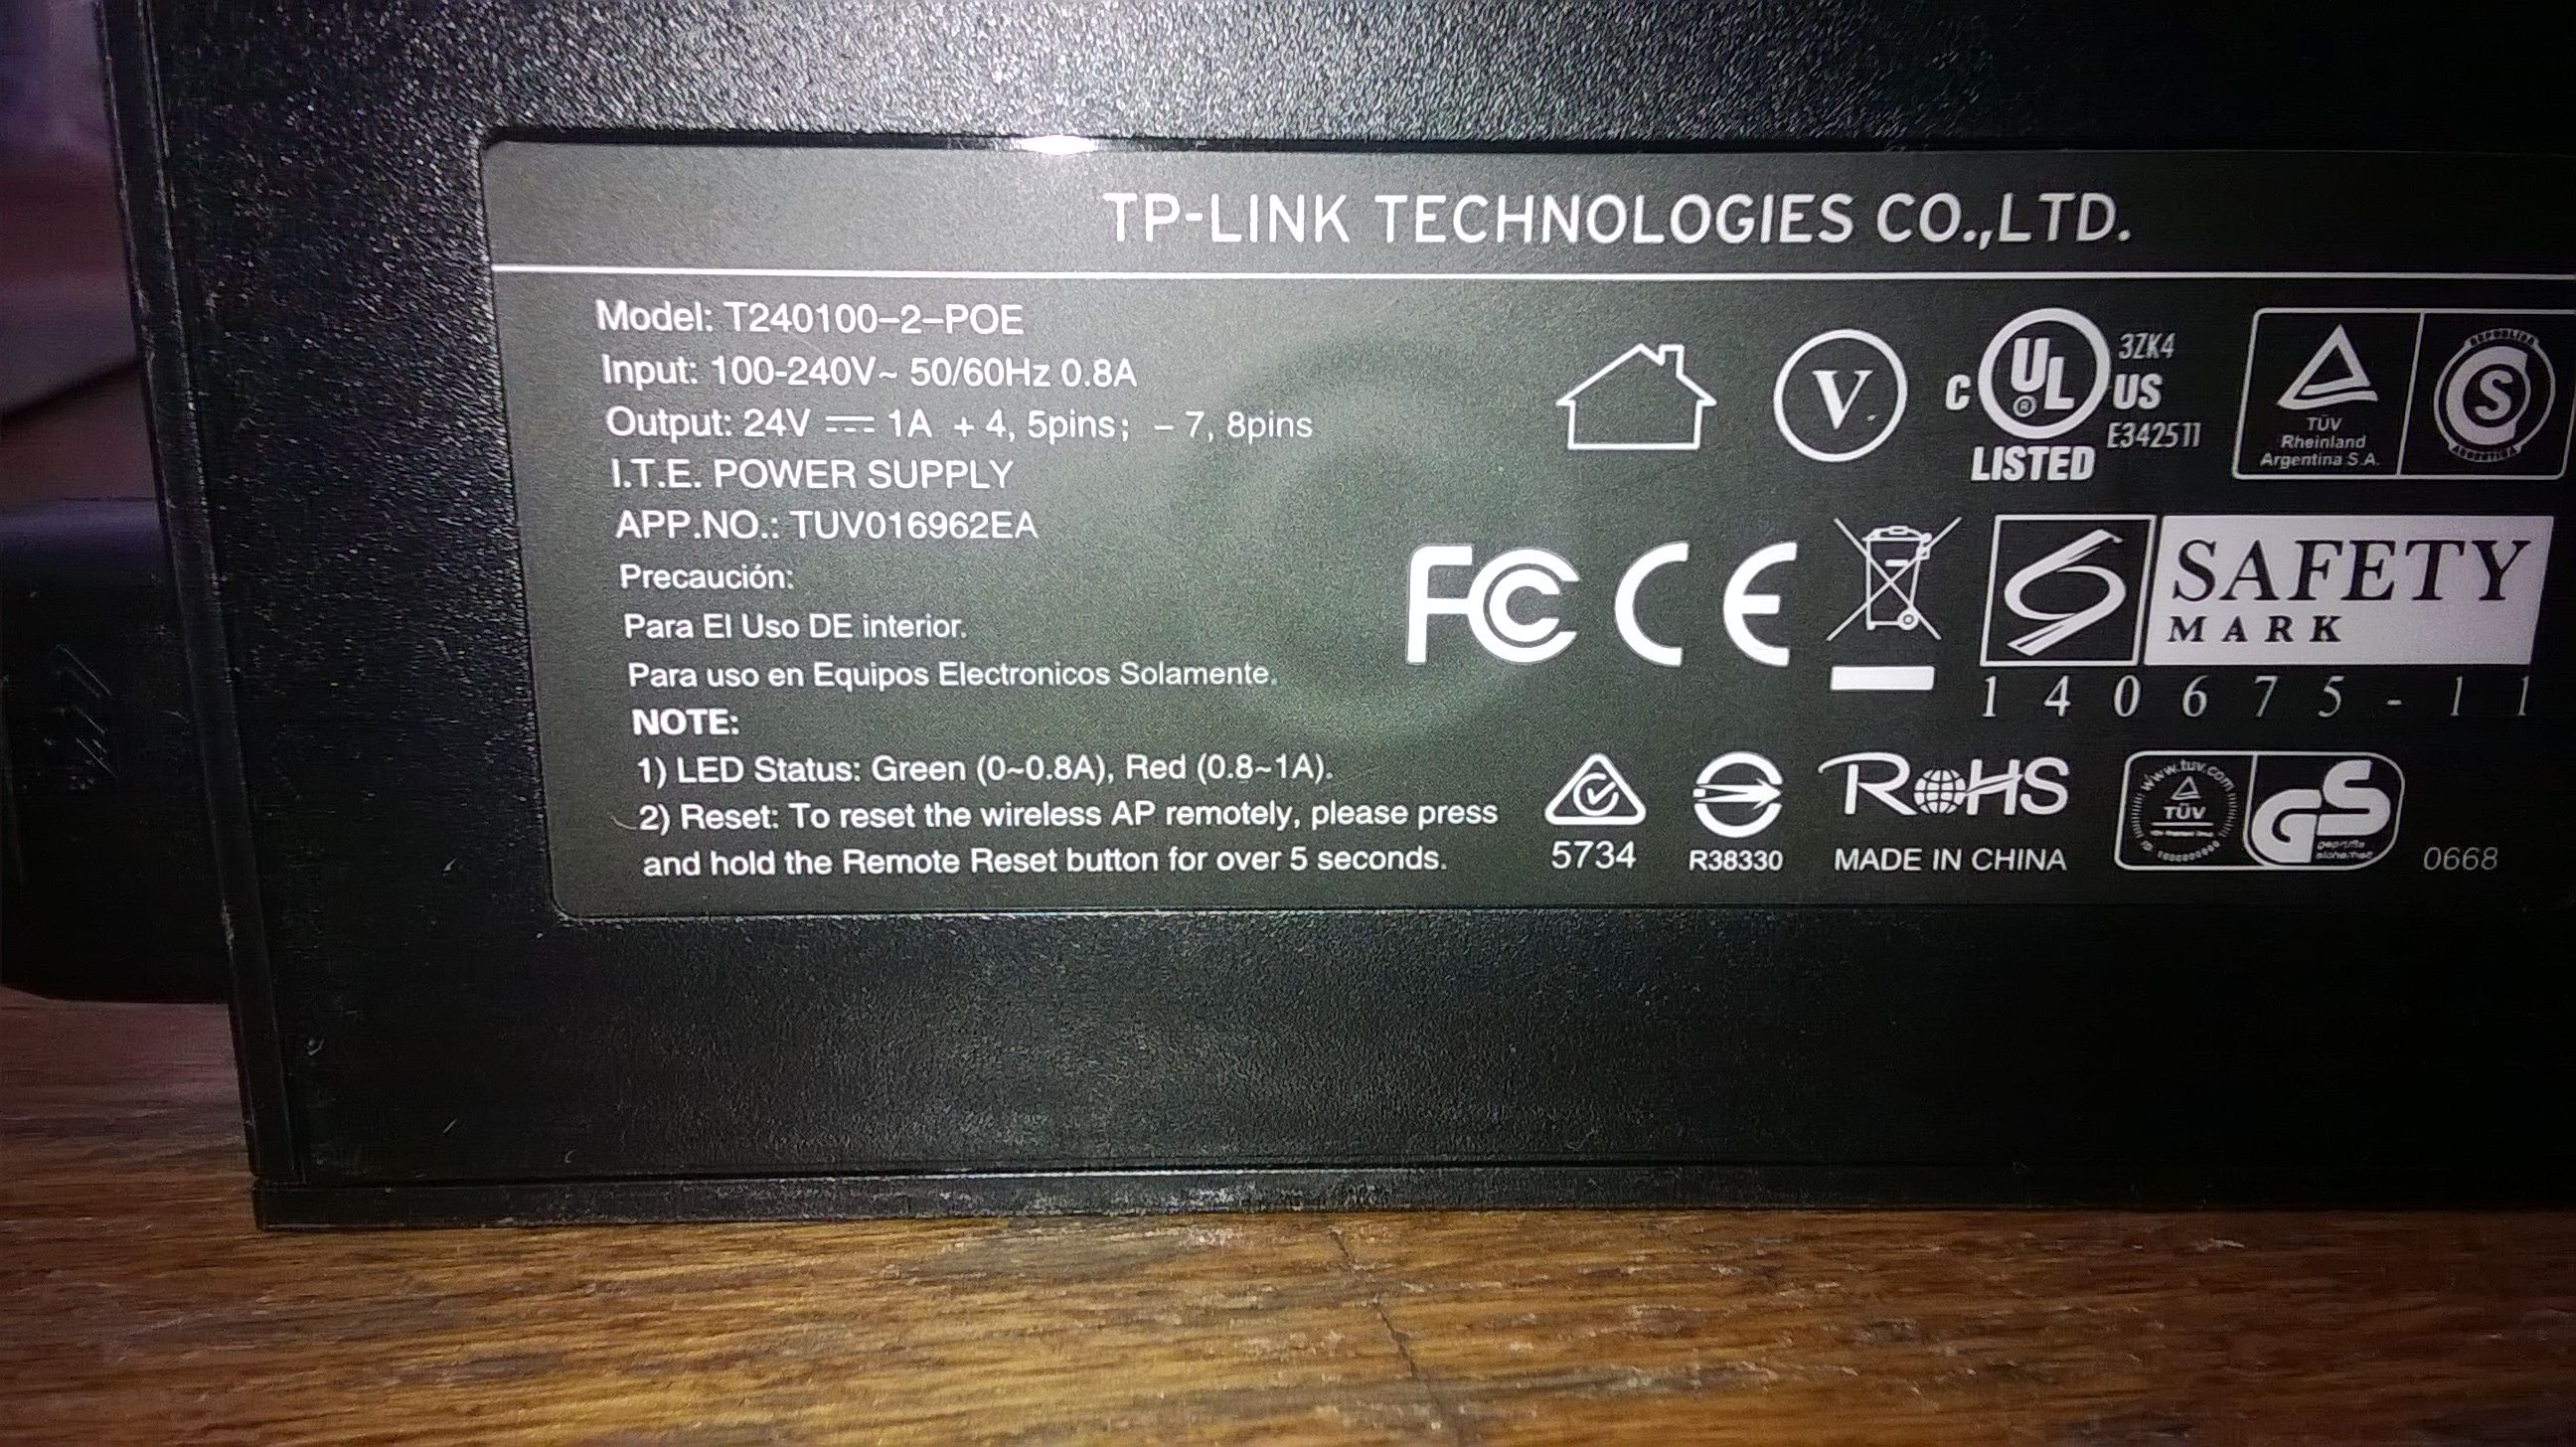 TP-LINK TECHNOLOGIES CO.,LTD.
Model: T240100-2-POE
Input: 100-240V~ 50/60Hz 0.8A
Output: 24V ⎓ 1A + 4, 5pins; - 7, 8pins
I.T.E. POWER SUPPLY
APP.NO.: TUV016962EA
Precaución:
Para El Uso DE interior.
Para uso en Equipos Electronicos Solamente.
NOTE:
1) LED Status: Green (0~0.8A), Red (0.8~1A).
2) Reset: To reset the wireless AP remotely, please press
and hold the Remote Reset button for over 5 seconds.
V
C UL ® US
LISTED
3ZK4
E342511
TÜV
Rheinland
Argentina S.A.
S
REPUBLICA
ARGENTINA
FC CE
SAFETY
MARK
140675-11
5734
R38330
RoHS
MADE IN CHINA
www.tuv.com
TÜV
GS
geprüfte
Sicherheit
0668